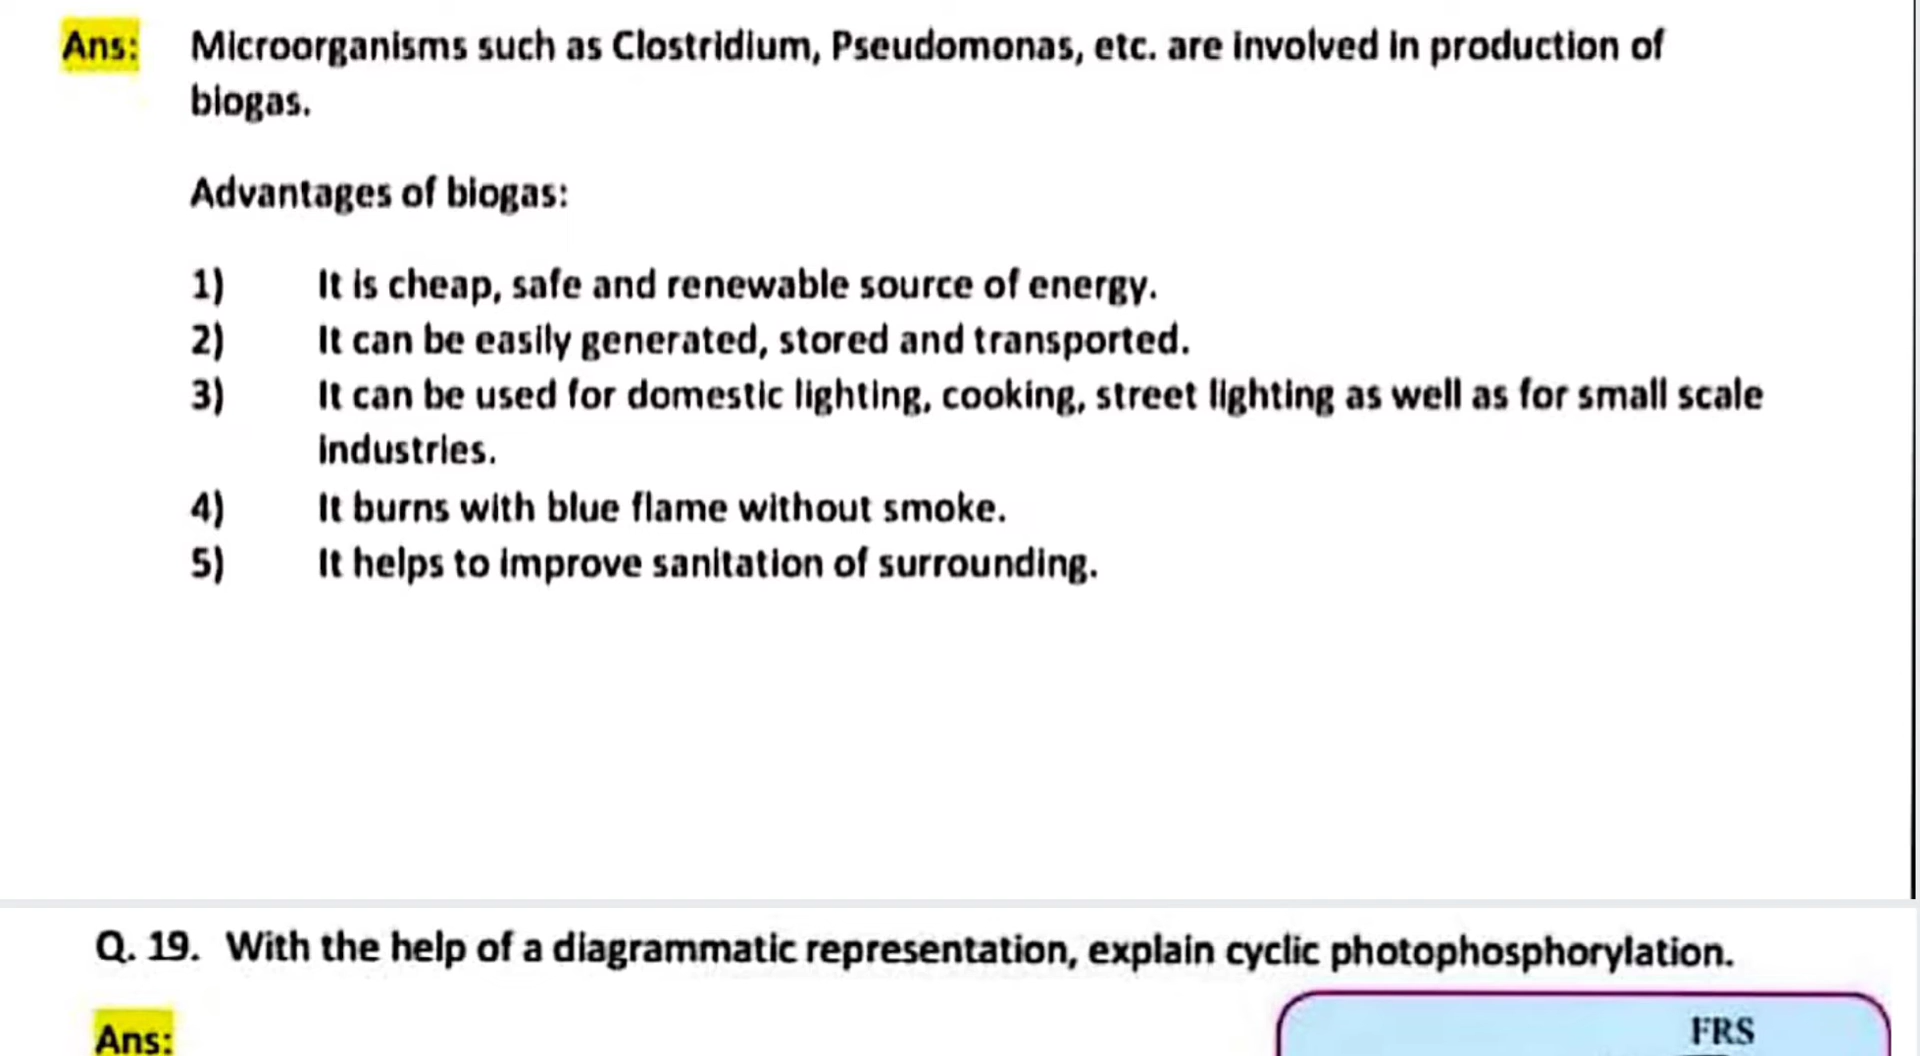 Ans: Microorganisms such as Clostridium, Pseudomonas, etc. are involved in production of
biogas.
Advantages of biogas:
1) It is cheap, safe and renewable source of energy.
2) It can be easily generated, stored and transported.
3) It can be used for domestic lighting, cooking, street lighting as well as for small scale
industries.
4) It burns with blue flame without smoke.
5) It helps to improve sanitation of surrounding.
Q. 19. With the help of a diagrammatic representation, explain cyclic photophosphorylation.
Ans:
FRS